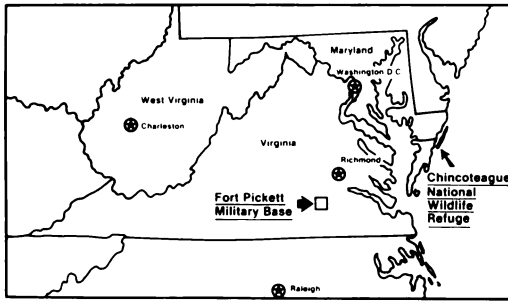 Maryland
Washington D C
West Virginia
Charleston
Virginia
Richmond
Chincoteague
National
Wildlife
Refuge
Fort Pickett
Military Base
Raleigh